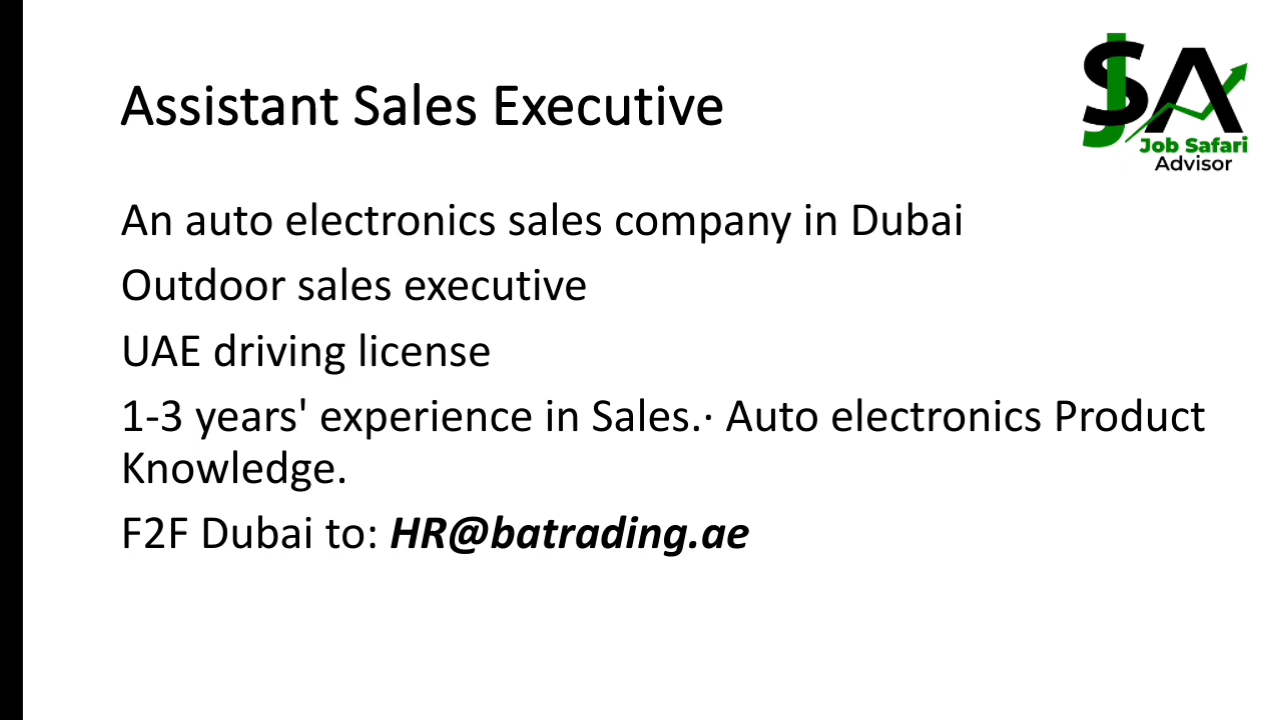 Assistant Sales Executive
SJA
Job Safari
Advisor
An auto electronics sales company in Dubai
Outdoor sales executive
UAE driving license
1-3 years' experience in Sales.· Auto electronics Product
Knowledge.
F2F Dubai to: HR@batrading.ae